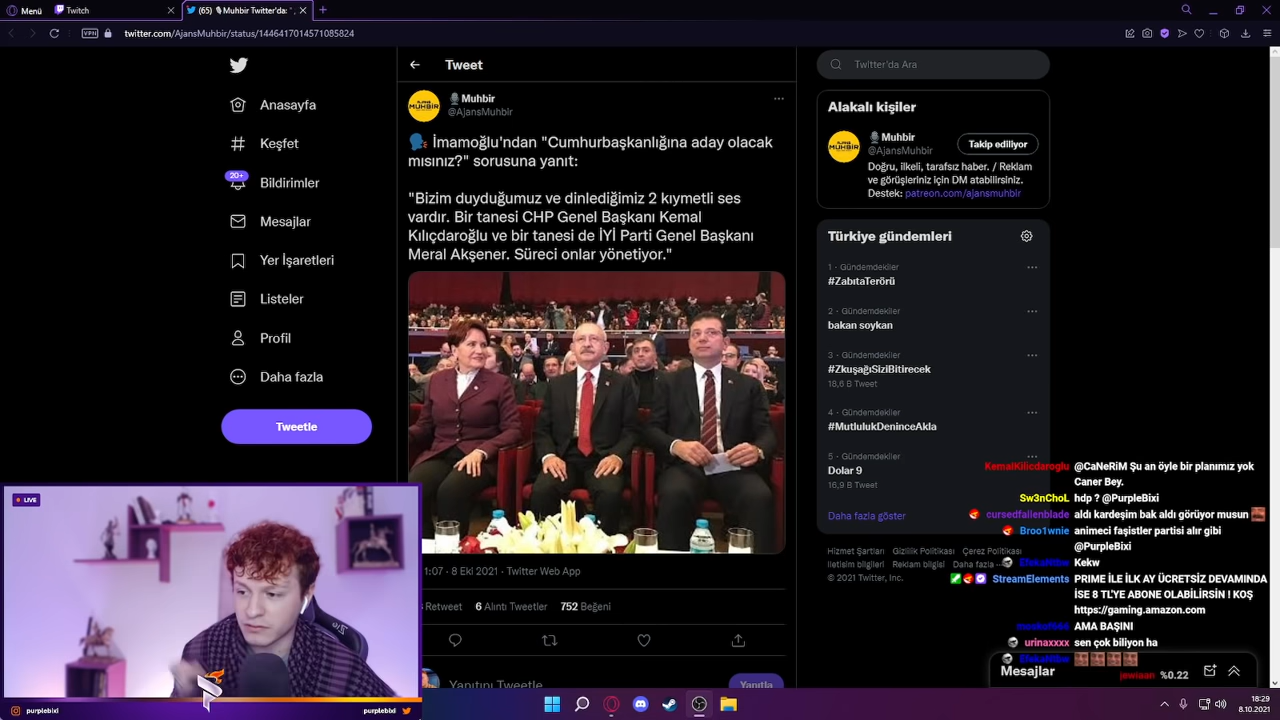 Menü
Twitch
(65) Muhbir Twitter'da: "
VPN
twitter.com/AjansMuhbir/status/1446417014571085824
Anasayfa
Keşfet
20+
Bildirimler
Mesajlar
Yer İşaretleri
Listeler
Profil
Daha fazla
Tweetle
Tweet
AJANS MUHBİR
Muhbir
@AjansMuhbir
İmamoğlu'ndan "Cumhurbaşkanlığına aday olacak
mısınız?" sorusuna yanıt:
"Bizim duyduğumuz ve dinlediğimiz 2 kıymetli ses
vardır. Bir tanesi CHP Genel Başkanı Kemal
Kılıçdaroğlu ve bir tanesi de İYİ Parti Genel Başkanı
Meral Akşener. Süreci onlar yönetiyor."
1:07 · 8 Eki 2021 · Twitter Web App
Retweet 6 Alıntı Tweetler 752 Beğeni
Yanıtını Tweetle
Yanıtla
Twitter'da Ara
Alakalı kişiler
AJANS MUHBİR
Muhbir
@AjansMuhbir
Takip ediliyor
Doğru, ilkeli, tarafsız haber. / Reklam
ve görüşleriniz için DM atabilirsiniz.
Destek: patreon.com/ajansmuhbir
Türkiye gündemleri
1 · Gündemdekiler
#ZabıtaTerörü
2 · Gündemdekiler
bakan soykan
3 · Gündemdekiler
#ZkuşağıSiziBitirecek
18,6 B Tweet
4 · Gündemdekiler
#MutlulukDeninceAkla
5 · Gündemdekiler
Dolar 9
16,9 B Tweet
Daha fazla göster
Hizmet Şartları Gizlilik Politikası Çerez Politikası
İletişim bilgileri Reklam bilgisi Daha fazla ···
© 2021 Twitter, Inc.
KemalKilicdaroglu @CaNeRiM Şu an öyle bir planımız yok
Caner Bey.
Sw3nChoL hdp ? @PurpleBixi
cursedfallenblade aldı kardeşim bak aldı görüyor musun
Broo1wnie animeci faşistler partisi alır gibi
@PurpleBixi
Kekw
StreamElements PRIME İLE İLK AY ÜCRETSİZ DEVAMINDA
İSE 8 TL'YE ABONE OLABİLİRSİN ! KOŞ
https://gaming.amazon.com
AMA BAŞINI
urinaxxxx sen çok biliyon ha
Mesajlar
jewiaan %0.22
LIVE
purplebixi
purplebixi
18:29
8.10.2021